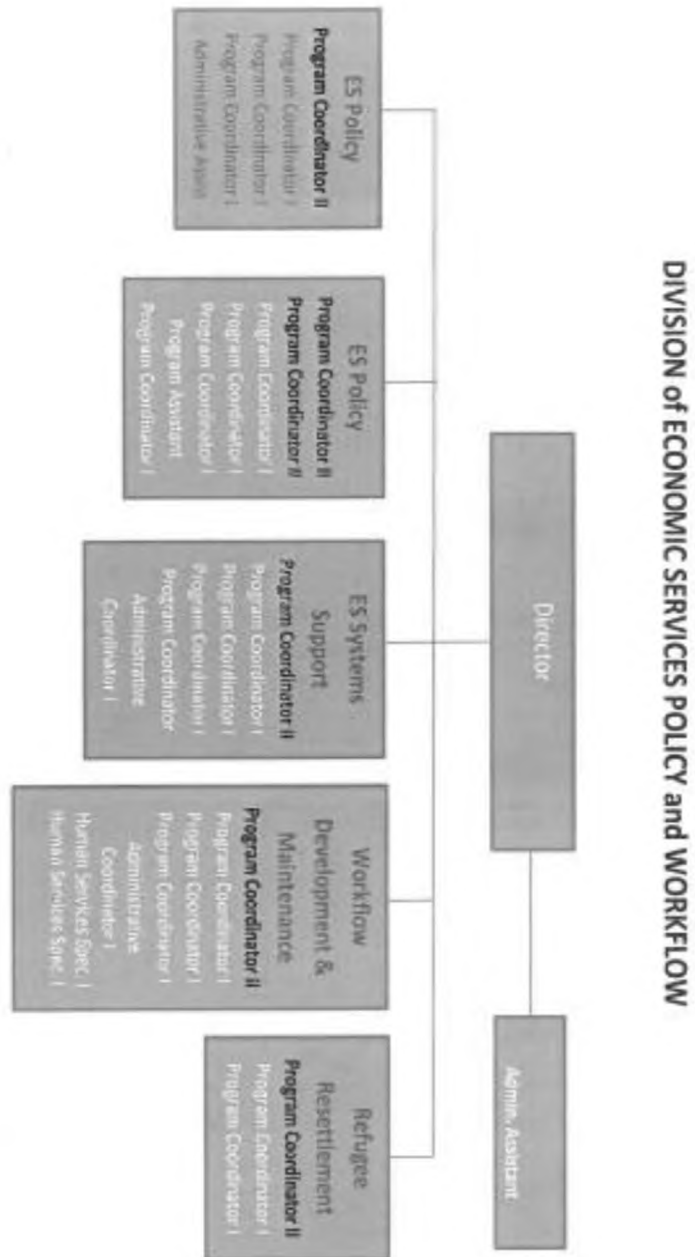 DIVISION of ECONOMIC SERVICES POLICY and WORKFLOW
Director
Admin. Assistant
ES Policy
Program Coordinator II
Program Coordinator I
Program Coordinator I
Program Coordinator I
Administrative Assist
ES Policy
Program Coordinator II
Program Coordinator II
Program Coordinator I
Program Coordinator I
Program Coordinator I
Program Assistant
Program Coordinator I
ES Systems
Support
Program Coordinator II
Program Coordinator I
Program Coordinator I
Program Coordinator I
Program Coordinator
Administrative
Coordinator I
Workflow
Development &
Maintenance
Program Coordinator II
Program Coordinator I
Program Coordinator I
Program Coordinator I
Administrative
Coordinator I
Human Services Spec. I
Human Services Spec. I
Refugee
Resettlement
Program Coordinator II
Program Coordinator I
Program Coordinator I